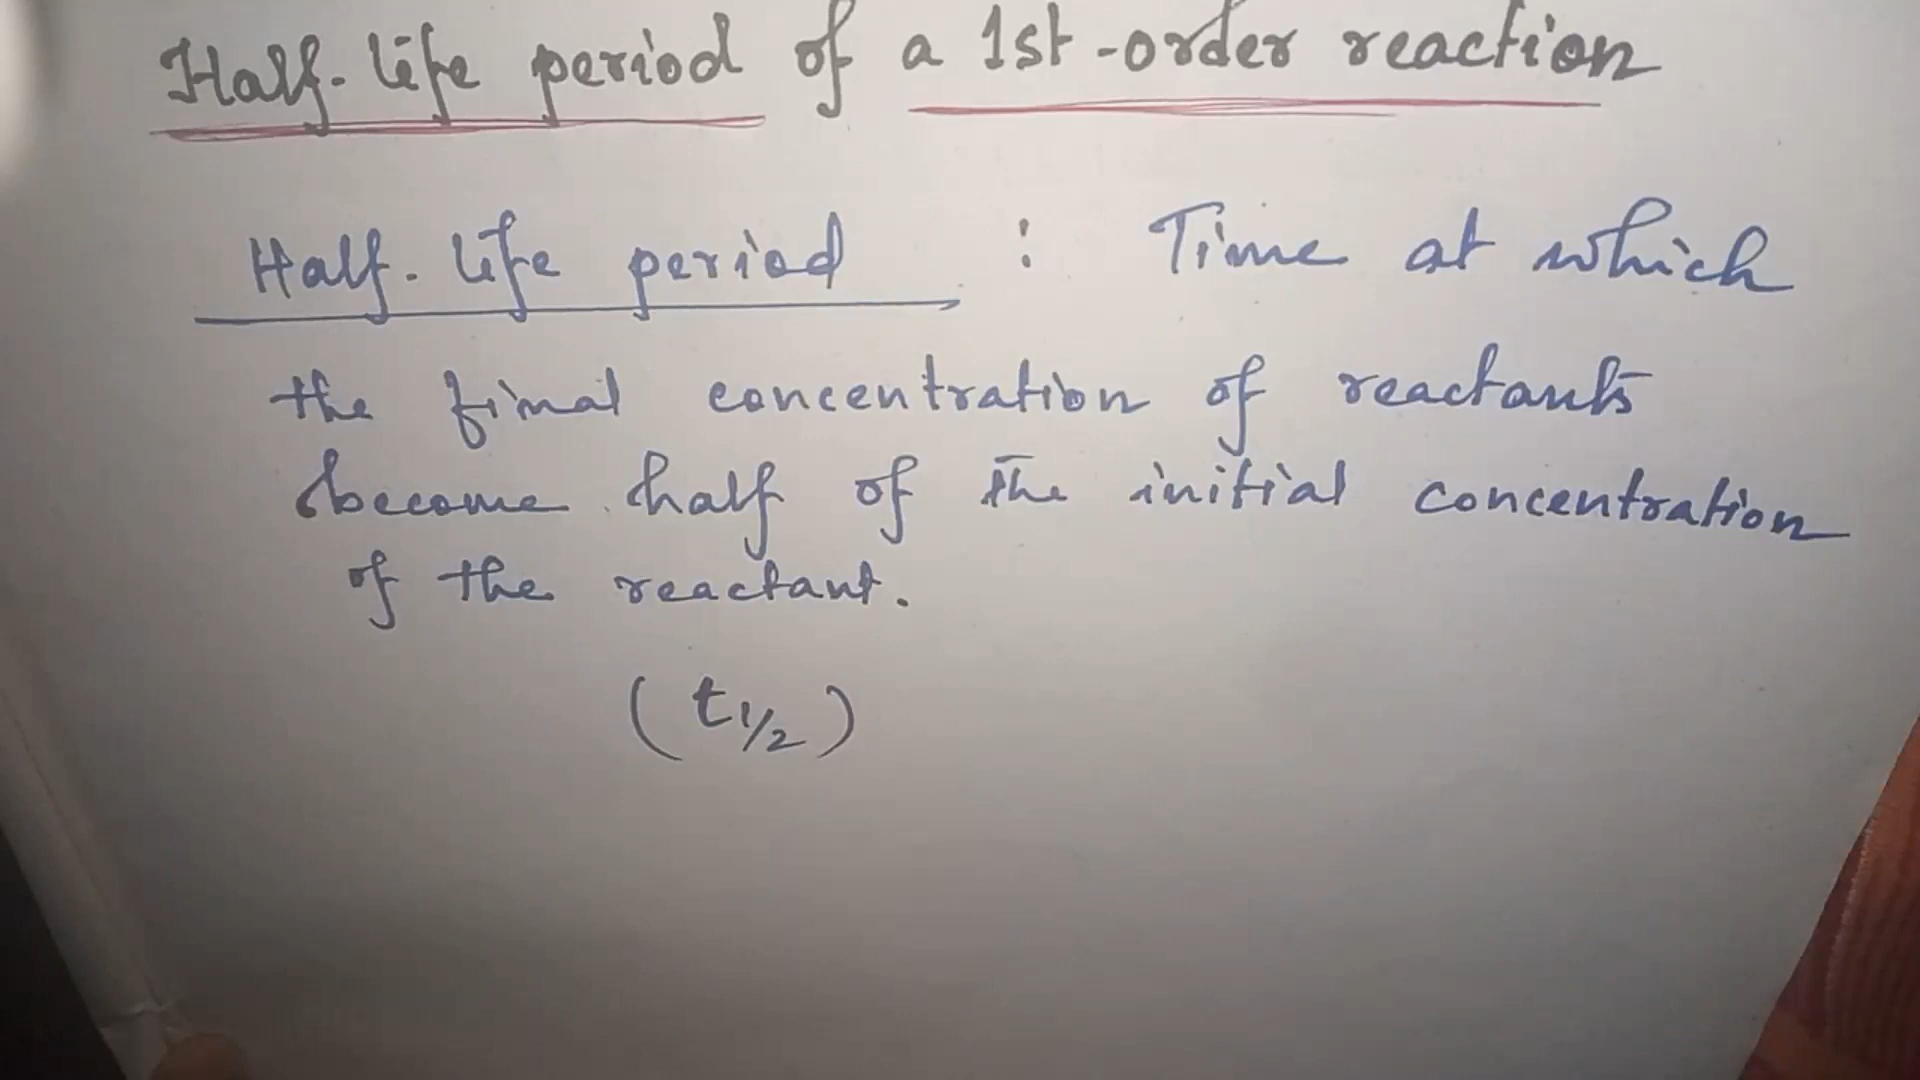 Half-life period of a 1st-order reaction
Half-life period : Time at which
the final concentration of reactants
become half of the initial concentration
of the reactant.
(t1/2)